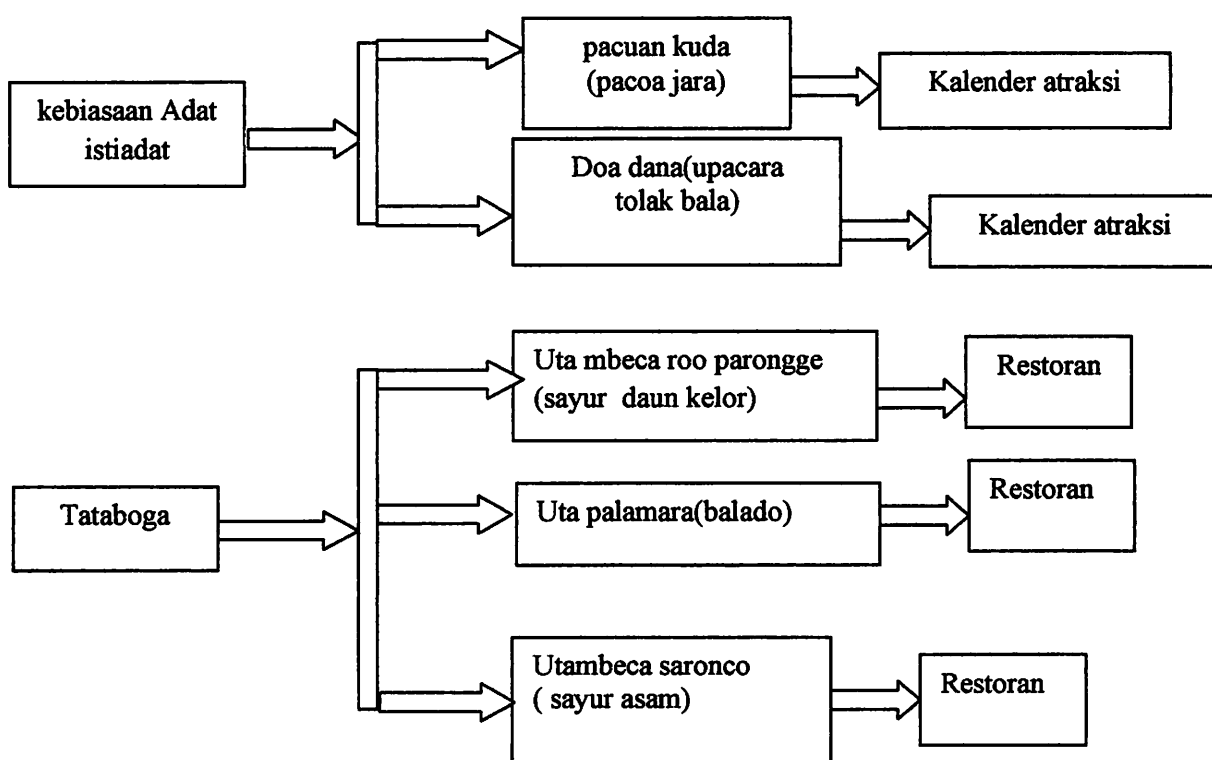 kebiasaan Adat
istiadat
pacuan kuda
(pacoa jara)
Kalender atraksi
Doa dana(upacara
tolak bala)
Kalender atraksi
Tataboga
Uta mbeca roo parongge
(sayur daun kelor)
Restoran
Uta palamara(balado)
Restoran
Utambeca saronco
( sayur asam)
Restoran